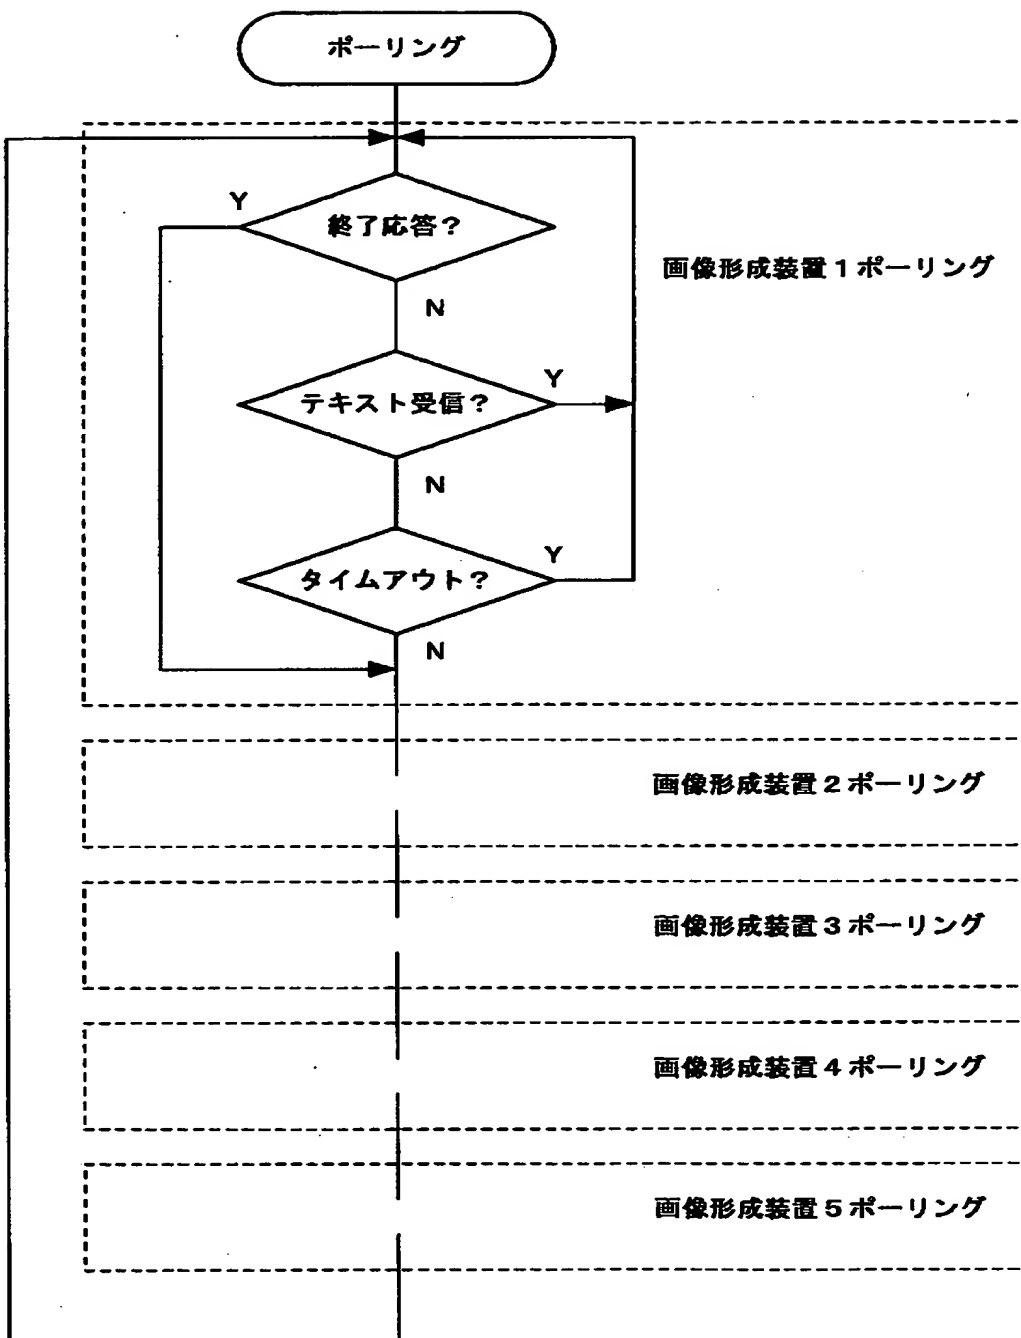 ポーリング
Y
終了応答?
画像形成装置1ポーリング
N
Y
テキスト受信?
N
Y
タイムアウト?
N
画像形成装置2ポーリング
画像形成装置3ポーリング
画像形成装置4ポーリング
画像形成装置5ポーリング